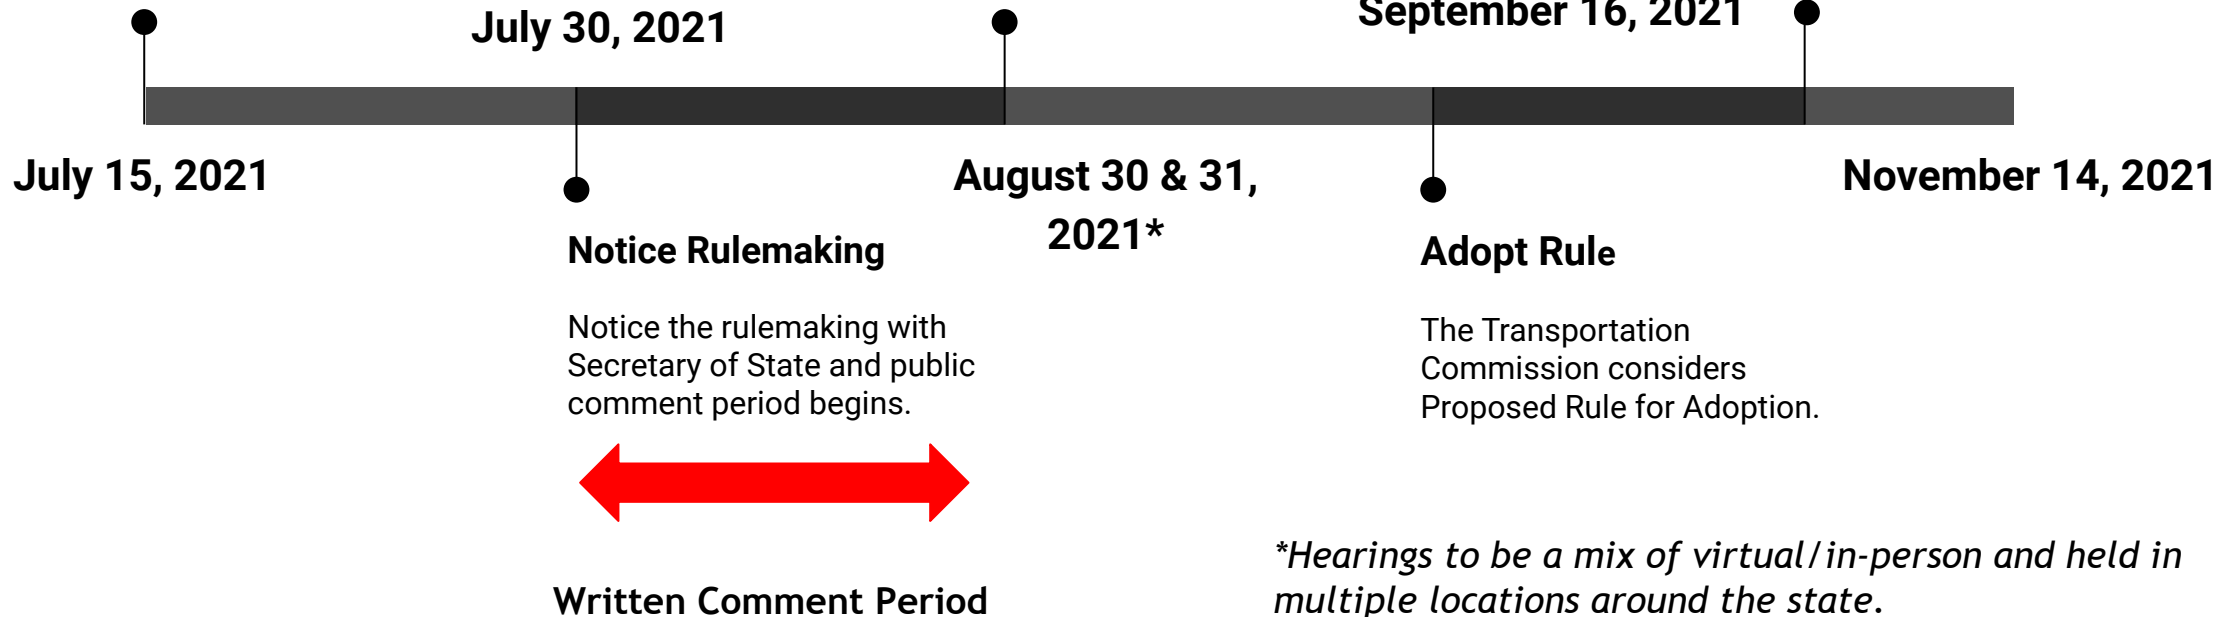 July 30, 2021
September 16, 2021
July 15, 2021
August 30 & 31,
2021*
November 14, 2021
Notice Rulemaking
Notice the rulemaking with
Secretary of State and public
comment period begins.
Adopt Rule
The Transportation
Commission considers
Proposed Rule for Adoption.
Written Comment Period
*Hearings to be a mix of virtual/in-person and held in
multiple locations around the state.